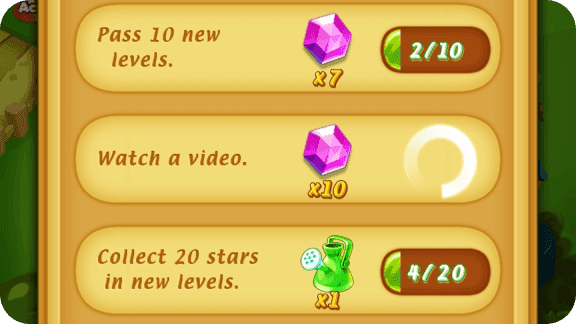 Pass 10 new
levels.
x7
2/10
Watch a video.
x10
Collect 20 stars
in new levels.
x1
4/20